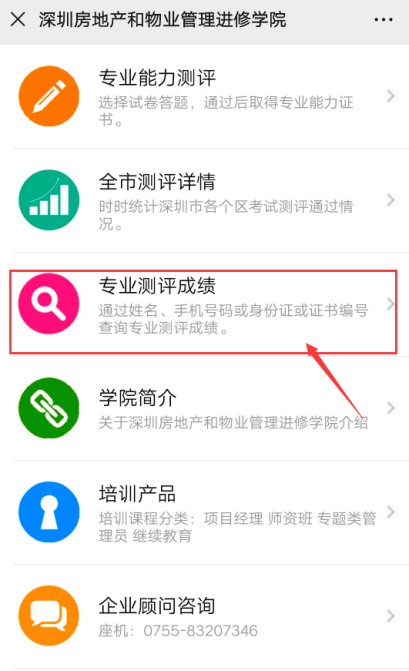 深圳房地产和物业管理进修学院
专业能力测评
选择试卷答题，通过后取得专业能力证
书。
全市测评详情
时时统计深圳市各个区考试测评通过情
况。
专业测评成绩
通过姓名、手机号码或身份证或证书编号
查询专业测评成绩。
学院简介
关于深圳房地产和物业管理进修学院介绍
培训产品
培训课程分类：项目经理 师资班 专题类管
理员 继续教育
企业顾问咨询
座机：0755-83207346